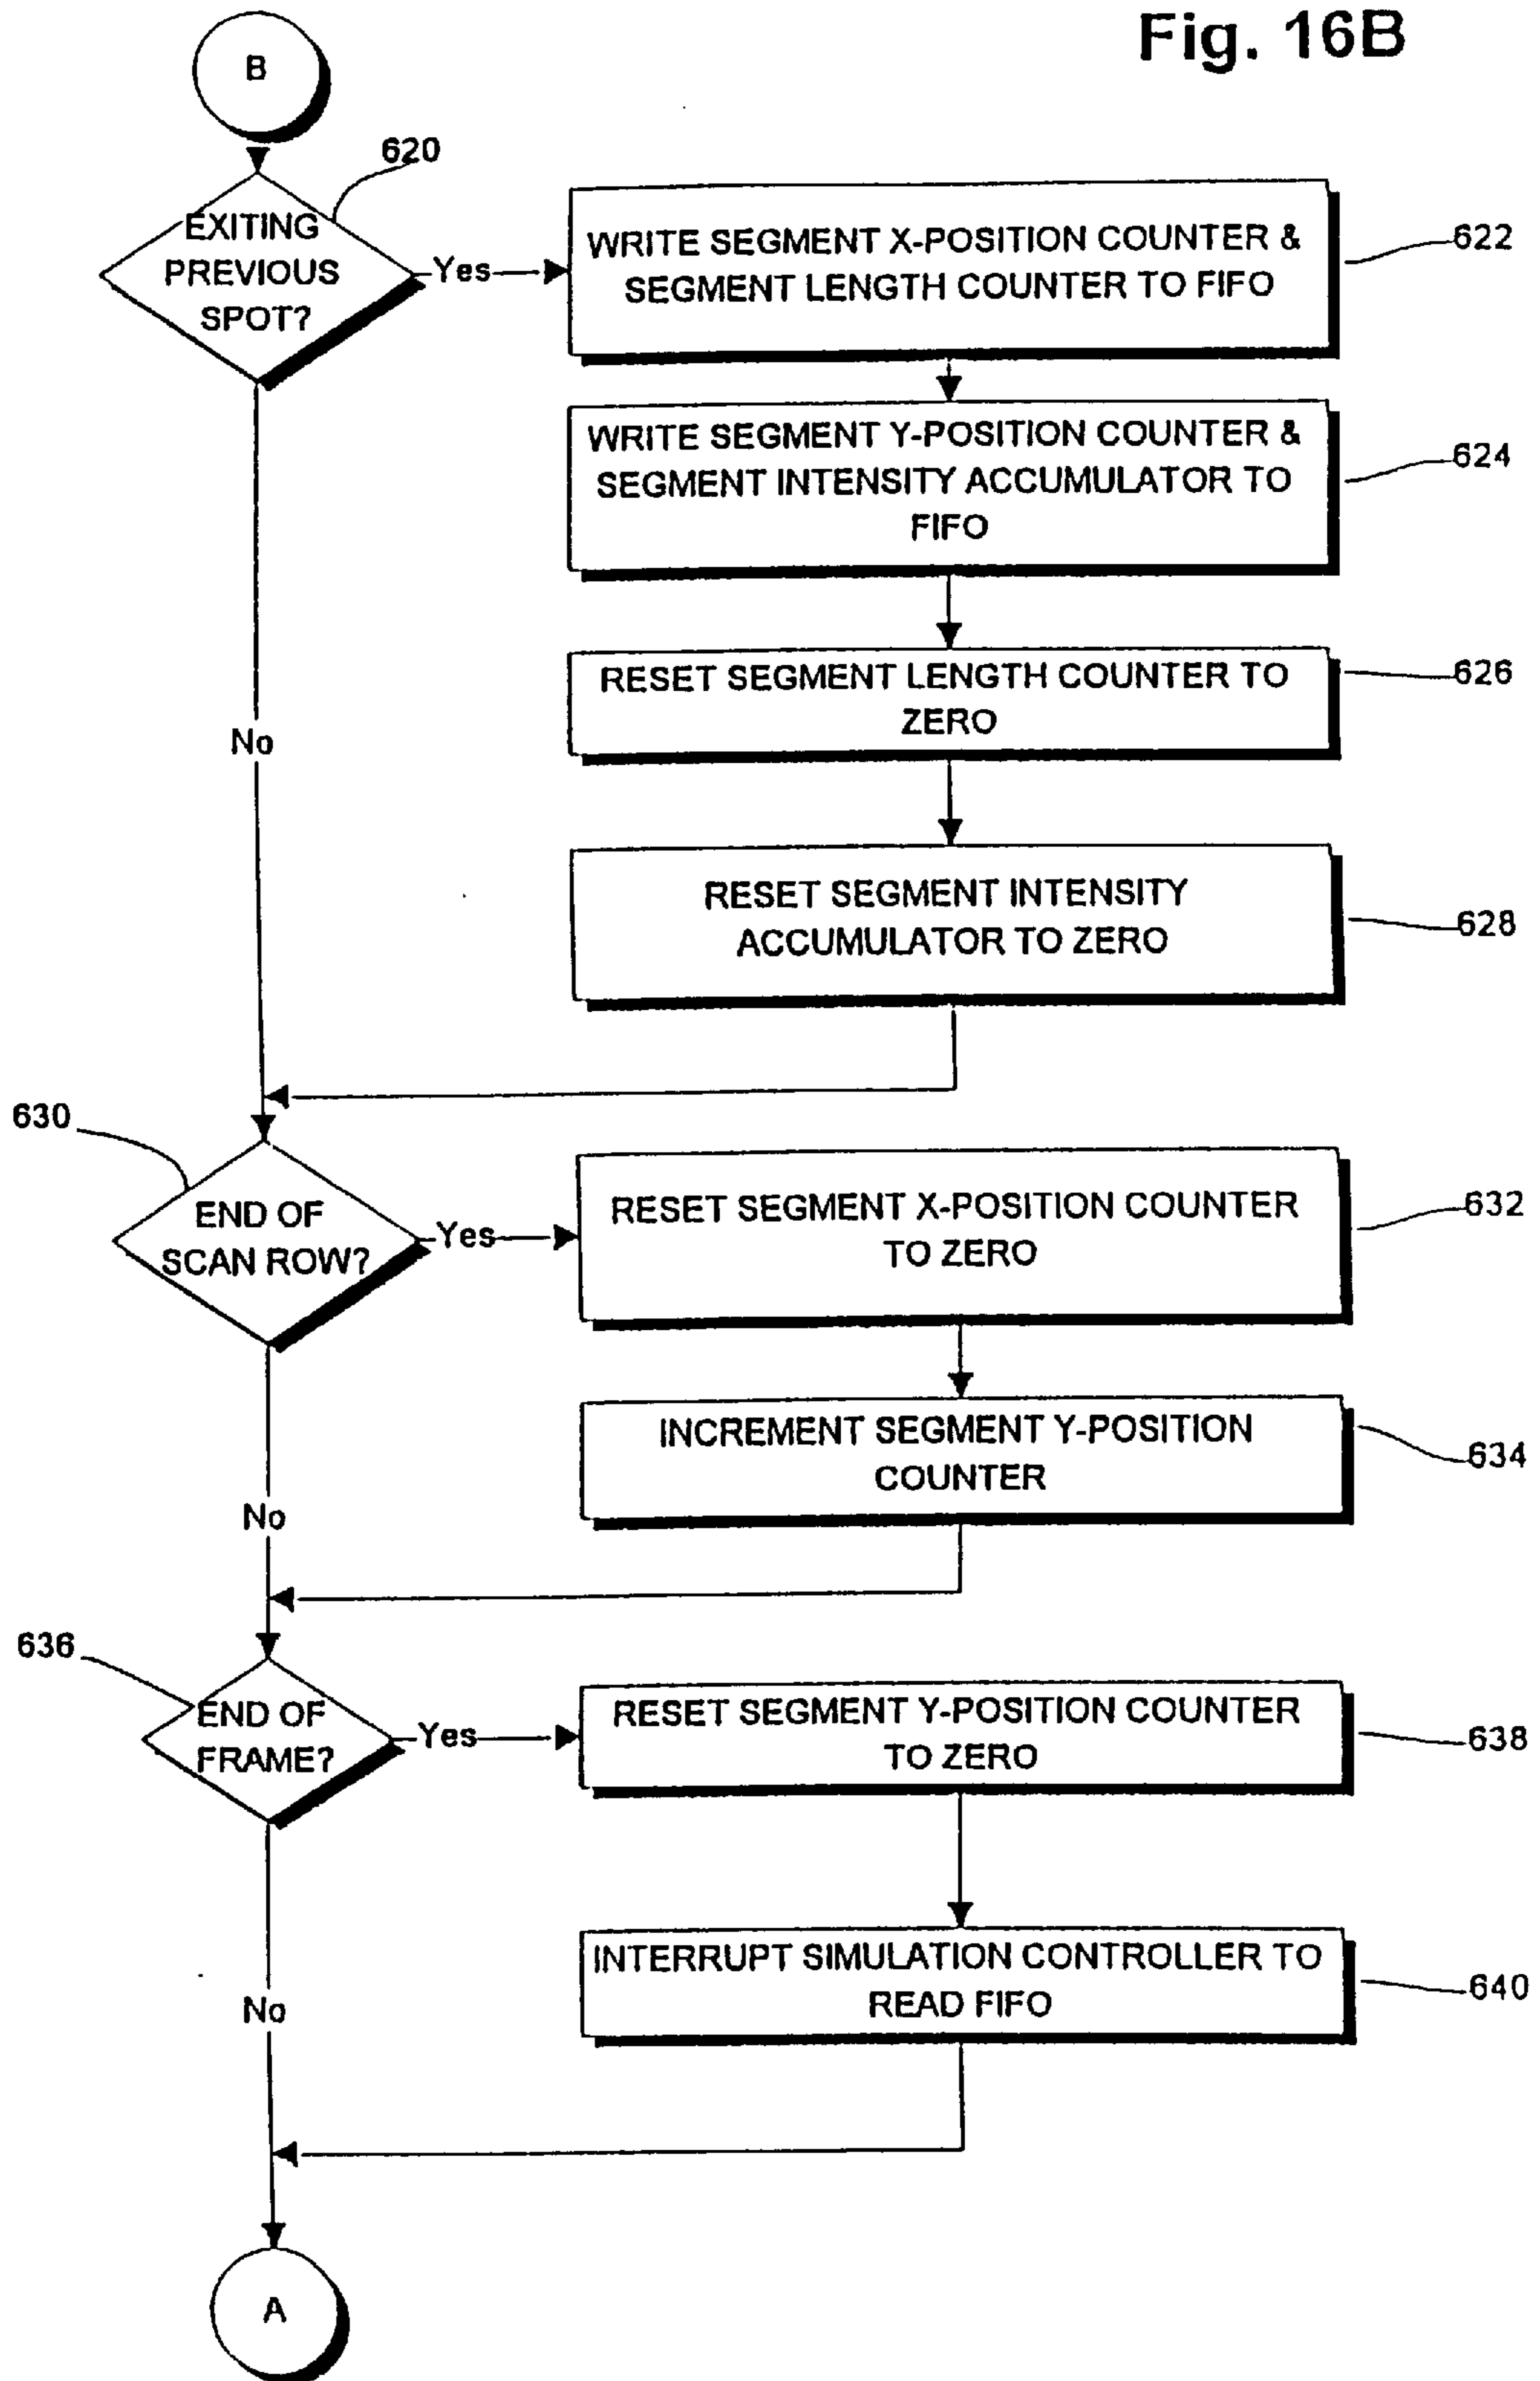 Fig. 16B
B
620
EXITING
PREVIOUS
SPOT?
Yes
WRITE SEGMENT X-POSITION COUNTER &
SEGMENT LENGTH COUNTER TO FIFO
622
WRITE SEGMENT Y-POSITION COUNTER &
SEGMENT INTENSITY ACCUMULATOR TO
FIFO
624
RESET SEGMENT LENGTH COUNTER TO
ZERO
626
No
RESET SEGMENT INTENSITY
ACCUMULATOR TO ZERO
628
630
END OF
SCAN ROW?
Yes
RESET SEGMENT X-POSITION COUNTER
TO ZERO
632
INCREMENT SEGMENT Y-POSITION
COUNTER
634
No
636
END OF
FRAME?
Yes
RESET SEGMENT Y-POSITION COUNTER
TO ZERO
638
INTERRUPT SIMULATION CONTROLLER TO
READ FIFO
640
No
A